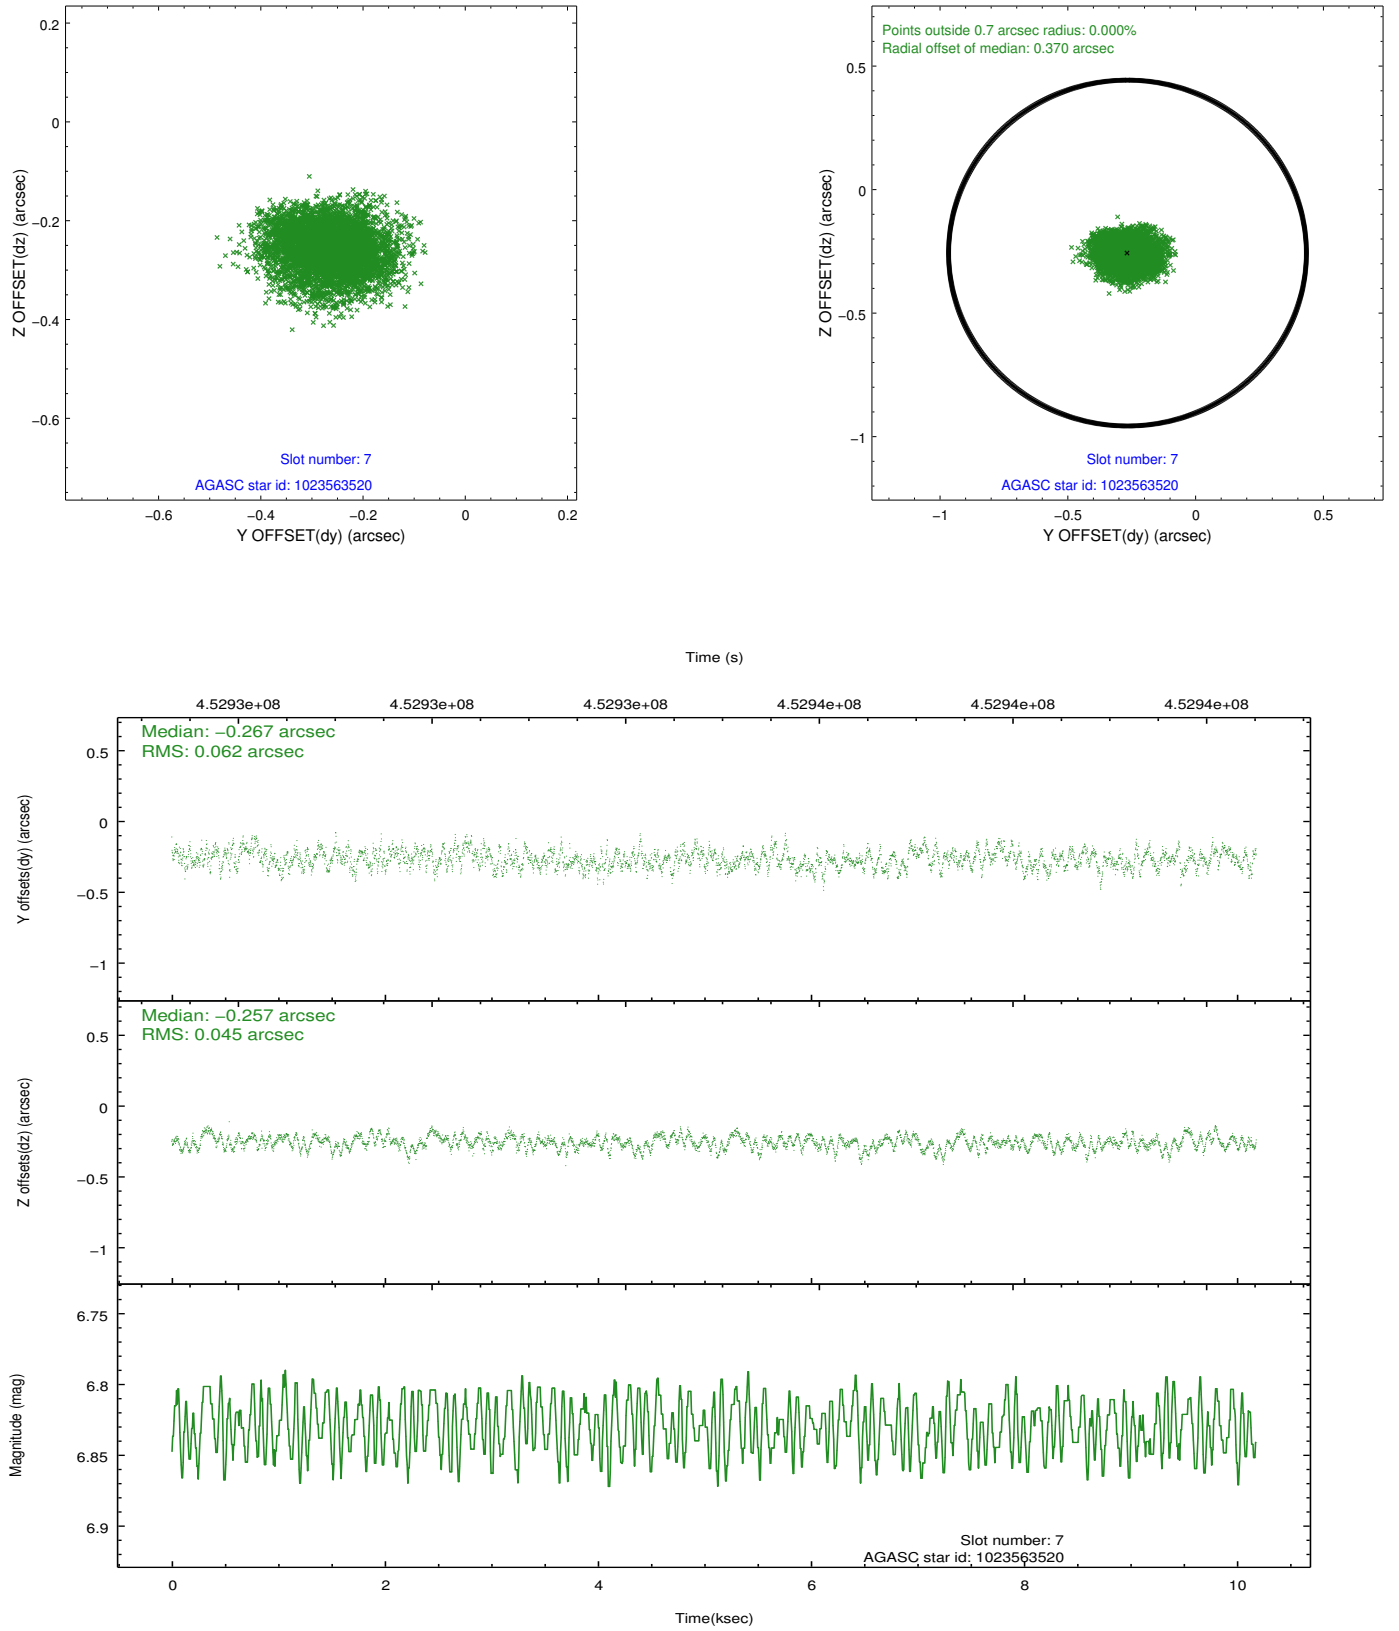 0.2
0
−0.2
−0.4
−0.6
Z OFFSET(dz) (arcsec)
Slot number: 7
AGASC star id: 1023563520
−0.6
−0.4
−0.2
0
0.2
Y OFFSET(dy) (arcsec)
Points outside 0.7 arcsec radius: 0.000%
Radial offset of median: 0.370 arcsec
0.5
0
−0.5
−1
Z OFFSET(dz) (arcsec)
Slot number: 7
AGASC star id: 1023563520
−1
−0.5
0
0.5
Y OFFSET(dy) (arcsec)
Time (s)
4.5293e+08
4.5293e+08
4.5293e+08
4.5294e+08
4.5294e+08
4.5294e+08
Median: −0.267 arcsec
RMS: 0.062 arcsec
0.5
0
−0.5
−1
Y offsets(dy) (arcsec)
Median: −0.257 arcsec
RMS: 0.045 arcsec
0.5
0
−0.5
−1
Z offsets(dz) (arcsec)
6.75
6.8
6.85
6.9
Magnitude (mag)
Slot number: 7
AGASC star id: 1023563520
0
2
4
6
8
10
Time(ksec)